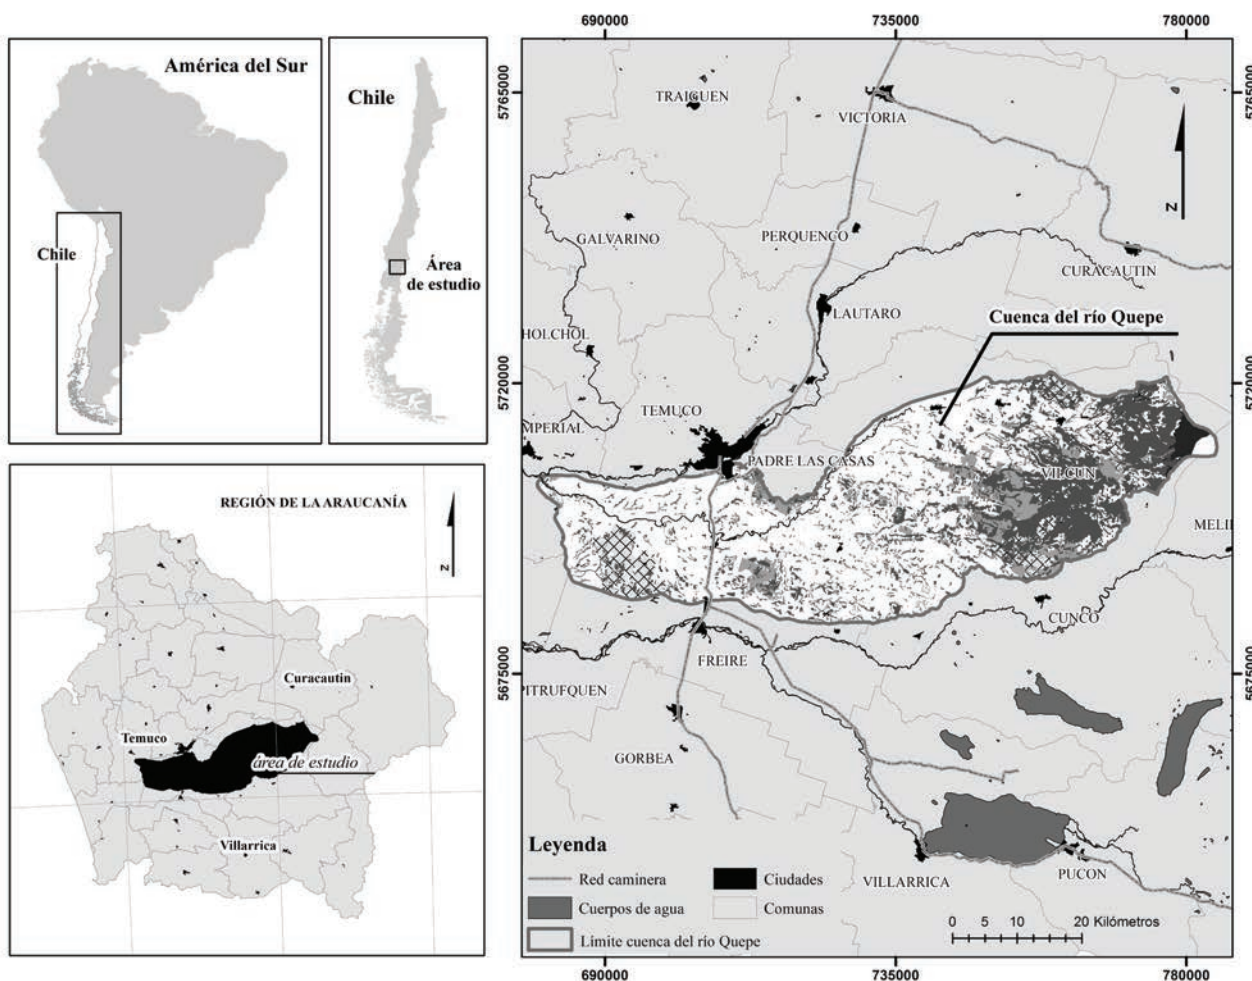 América del Sur
Chile
Chile
Área
de estudio
REGIÓN DE LA ARAUCANÍA
N
Curacautin
Temuco
área de estudio
Villarrica
690000
735000
780000
5765000
5765000
TRAIGUEN
VICTORIA
N
GALVARINO
PERQUENCO
CURACAUTIN
LAUTARO
HOLCHOL
Cuenca del río Quepe
5720000
5720000
TEMUCO
MPERIAL
PADRE LAS CASAS
VILCUN
MELI
CUNCO
FREIRE
5675000
5675000
PITRUFQUEN
GORBEA
VILLARRICA
PUCON
Leyenda
Red caminera
Ciudades
Cuerpos de agua
Comunas
Límite cuenca del río Quepe
0 5 10 20 Kilómetros
690000
735000
780000